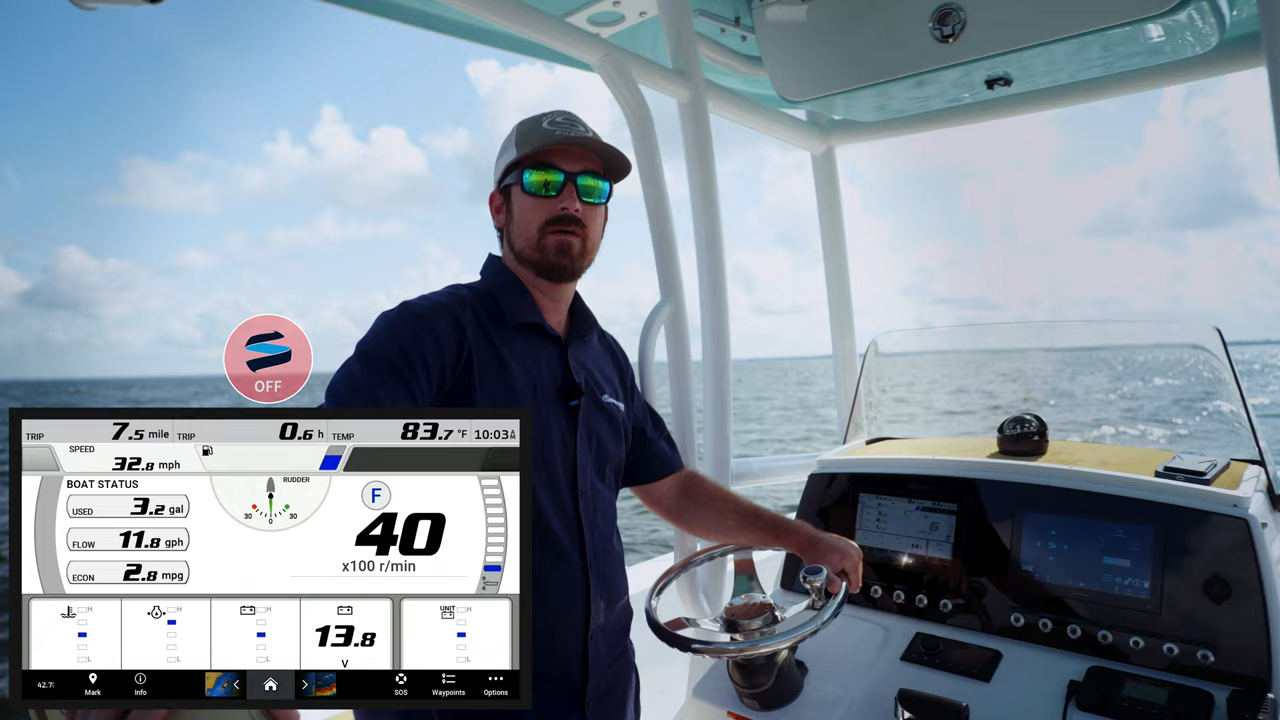 OFF
TRIP 7.5 mile TRIP 0.6 h TEMP 83.7 °F 10:03 AM
SPEED
32.8 mph
BOAT STATUS
RUDDER
USED 3.2 gal
F
30 0 30
FLOW 11.8 gph
40
ECON 2.8 mpg
x100 r/min
H H H UNIT H
13.8
L L L V L
42.7
Mark Info SOS Waypoints Options